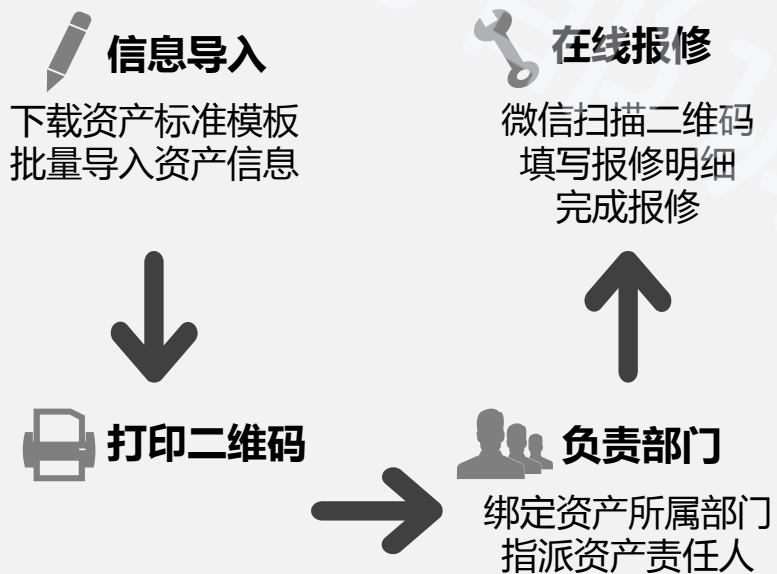 信息导入
下载资产标准模板
批量导入资产信息
打印二维码
负责部门
绑定资产所属部门
指派资产责任人
在线报修
微信扫描二维码
填写报修明细
完成报修